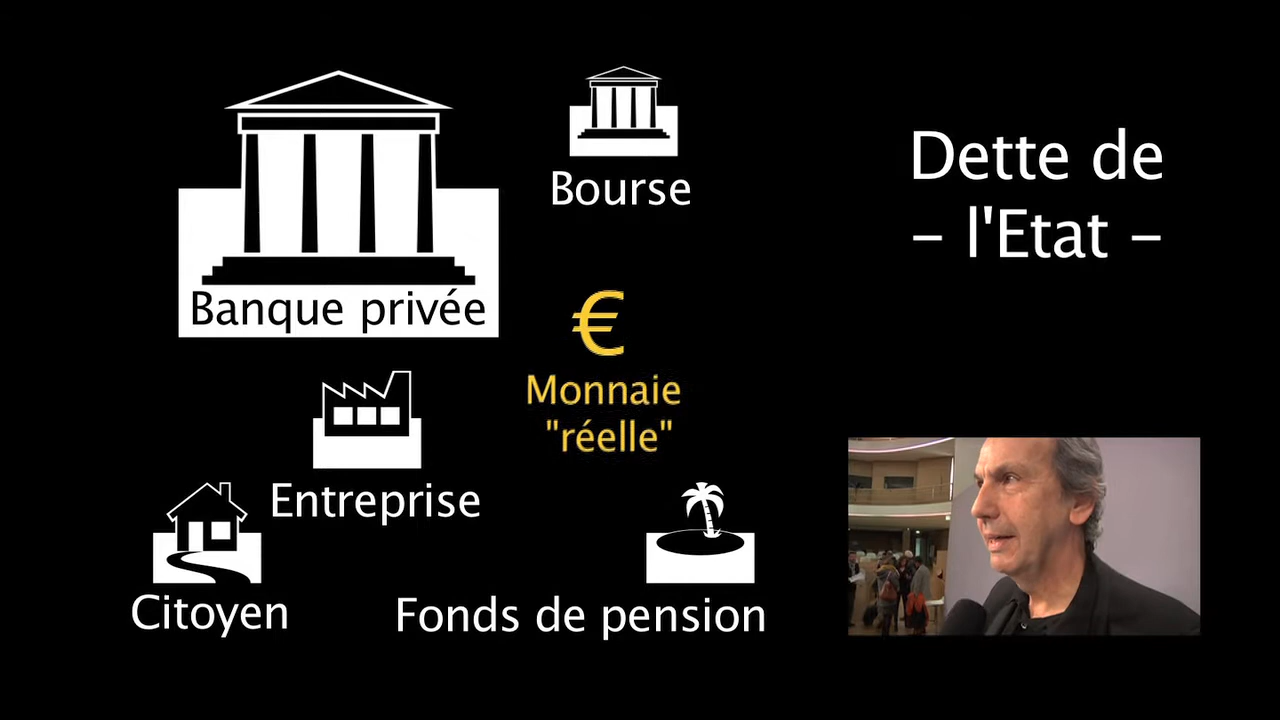 Bourse
Dette de
- l'Etat -
Banque privée
€
Monnaie
"réelle"
Entreprise
Citoyen
Fonds de pension